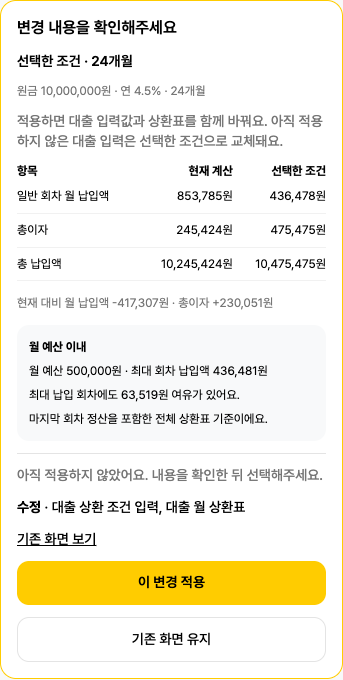 변경 내용을 확인해주세요
선택한 조건 · 24개월
원금 10,000,000원 · 연 4.5% · 24개월
적용하면 대출 입력값과 상환표를 함께 바꿔요. 아직 적용
하지 않은 대출 입력은 선택한 조건으로 교체돼요.
항목 현재 계산 선택한 조건
일반 회차 월 납입액 853,785원 436,478원
총이자 245,424원 475,475원
총 납입액 10,245,424원 10,475,475원
현재 대비 월 납입액 -417,307원 · 총이자 +230,051원
월 예산 이내
월 예산 500,000원 · 최대 회차 납입액 436,481원
최대 납입 회차에도 63,519원 여유가 있어요.
마지막 회차 정산을 포함한 전체 상환표 기준이에요.
아직 적용하지 않았어요. 내용을 확인한 뒤 선택해주세요.
수정 · 대출 상환 조건 입력, 대출 월 상환표
기존 화면 보기
이 변경 적용
기존 화면 유지